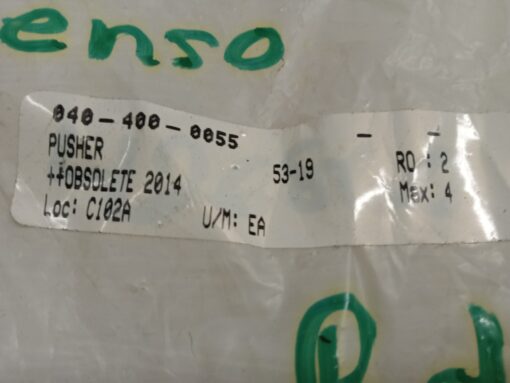 enso
040-400-0055 - -
PUSHER 53-19 RO : 2
++OBSOLETE 2014 Max: 4
Loc: C102A U/M: EA